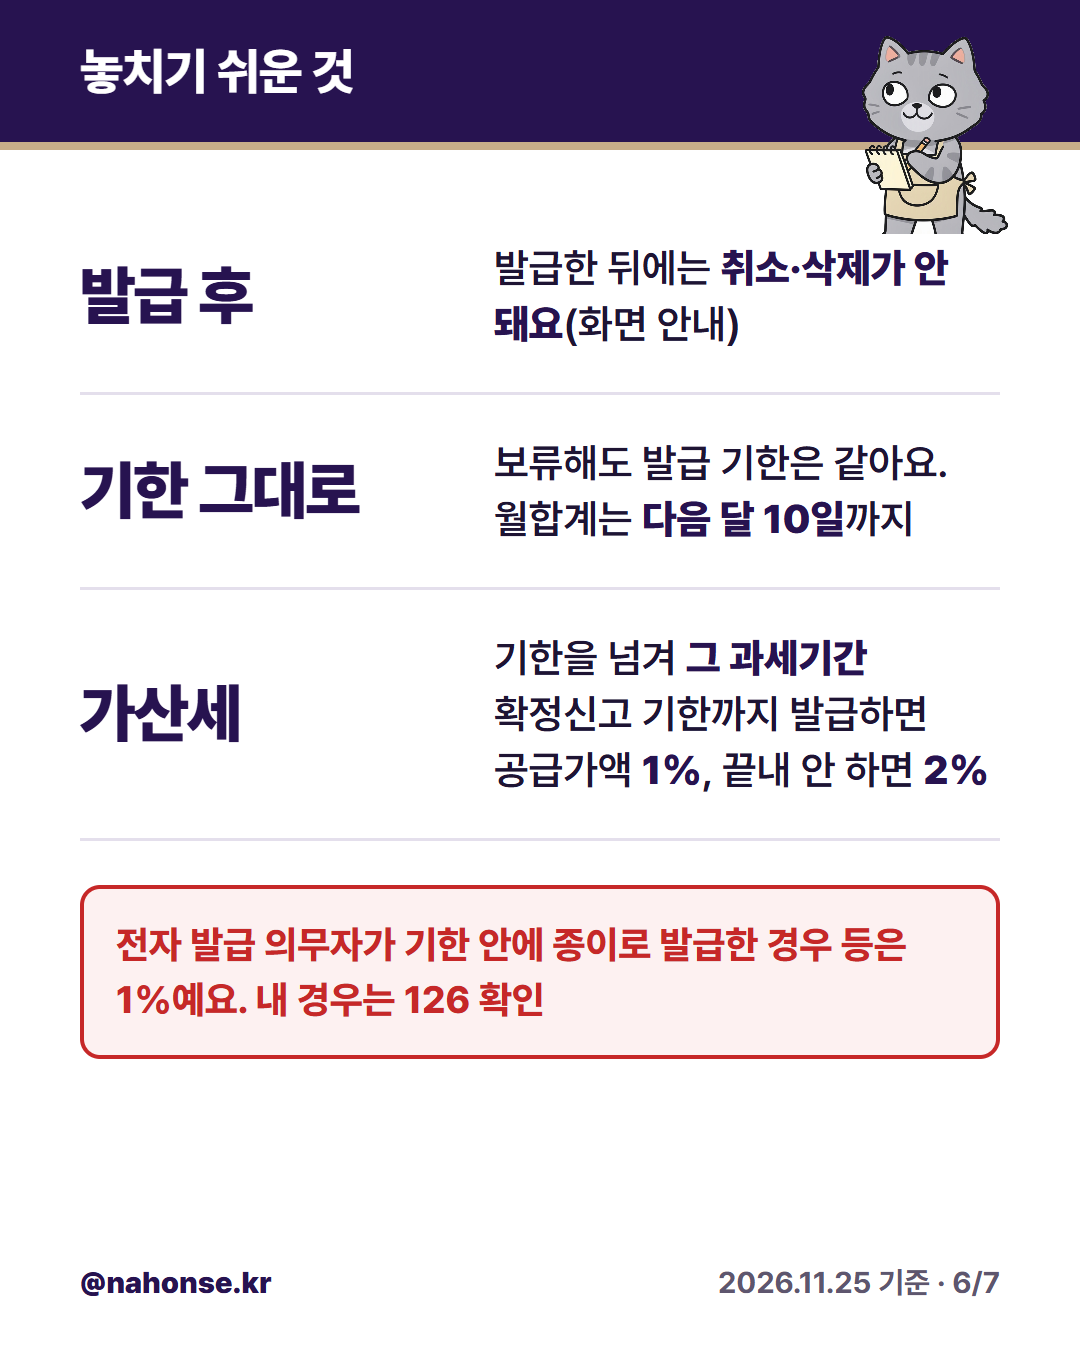 놓치기 쉬운 것
발급 후
발급한 뒤에는 취소·삭제가 안
돼요(화면 안내)
기한 그대로
보류해도 발급 기한은 같아요.
월합계는 다음 달 10일까지
가산세
기한을 넘겨 그 과세기간
확정신고 기한까지 발급하면
공급가액 1%, 끝내 안 하면 2%
전자 발급 의무자가 기한 안에 종이로 발급한 경우 등은
1%예요. 내 경우는 126 확인
@nahonse.kr
2026.11.25 기준 · 6/7